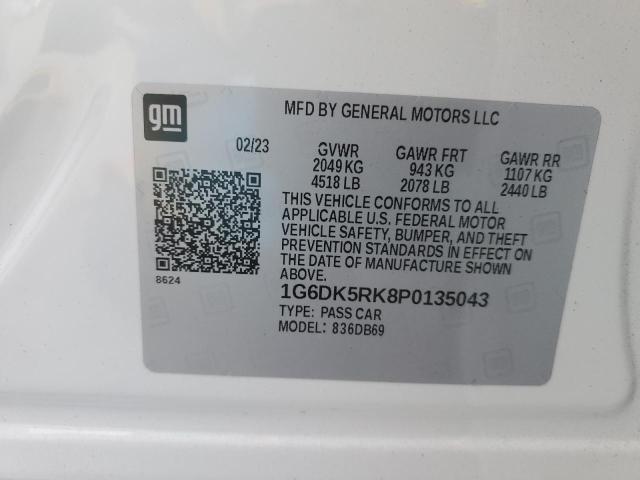 gm
MFD BY GENERAL MOTORS LLC
02/23 GVWR GAWR FRT GAWR RR
2049 KG 943 KG 1107 KG
4518 LB 2078 LB 2440 LB
THIS VEHICLE CONFORMS TO ALL
APPLICABLE U.S. FEDERAL MOTOR
VEHICLE SAFETY, BUMPER, AND THEFT
PREVENTION STANDARDS IN EFFECT ON
THE DATE OF MANUFACTURE SHOWN
ABOVE.
8624
1G6DK5RK8P0135043
TYPE: PASS CAR
MODEL: 836DB69